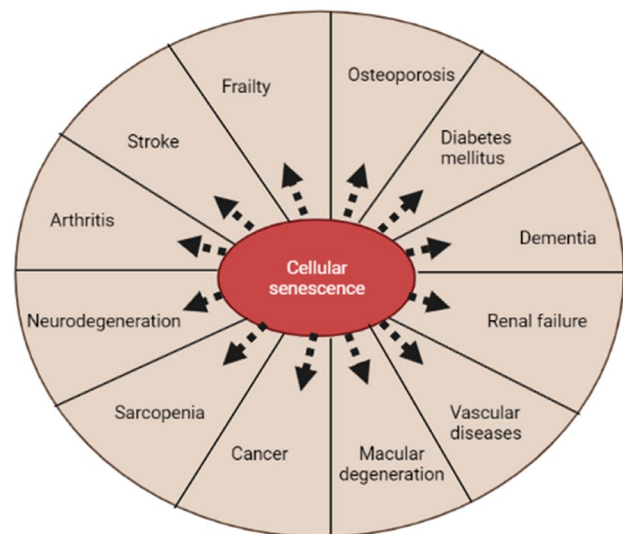 Osteoporosis
Diabetes
mellitus
Dementia
Renal failure
Vascular
diseases
Macular
degeneration
Cancer
Sarcopenia
Neurodegeneration
Arthritis
Stroke
Frailty
Cellular
senescence